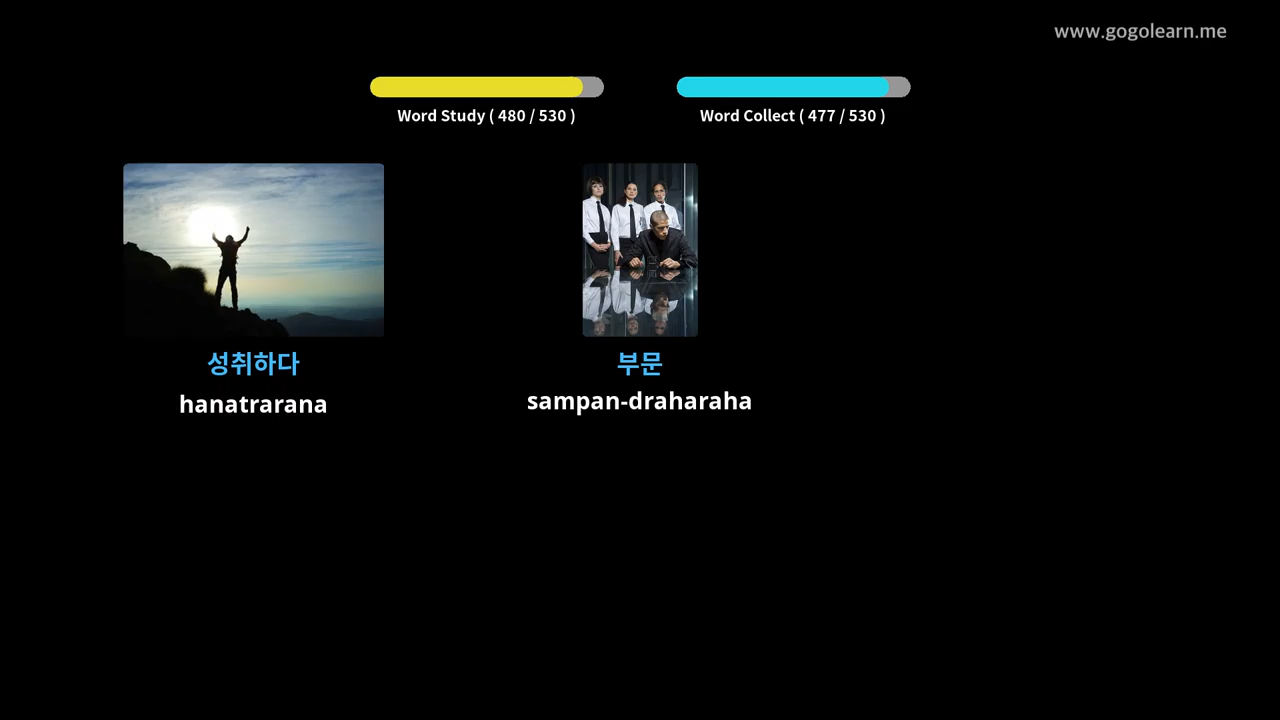 www.gogolearn.me
Word Study ( 480 / 530 )
Word Collect ( 477 / 530 )
성취하다
hanatrarana
부문
sampan-draharaha